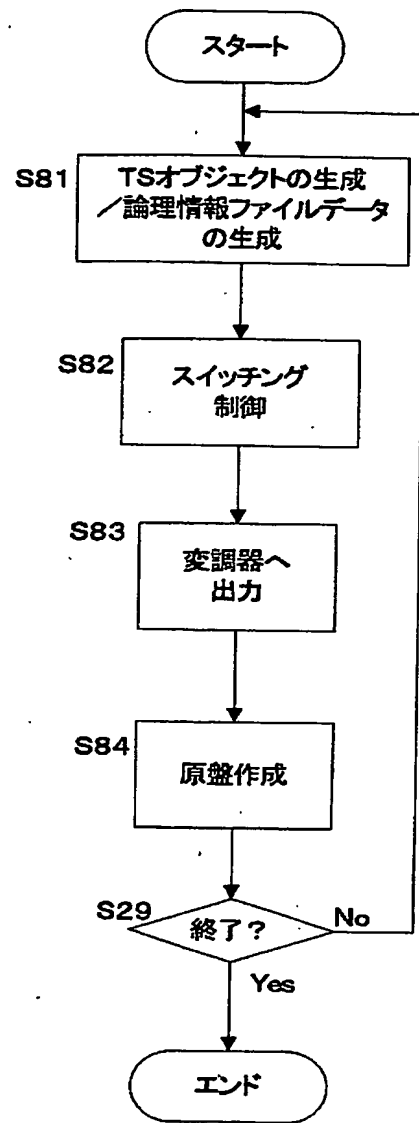 スタート
S81
TSオブジェクトの生成
/論理情報ファイルデータ
の生成
S82
スイッチング
制御
S83
変調器へ
出力
S84
原盤作成
S29
終了?
No
Yes
エンド